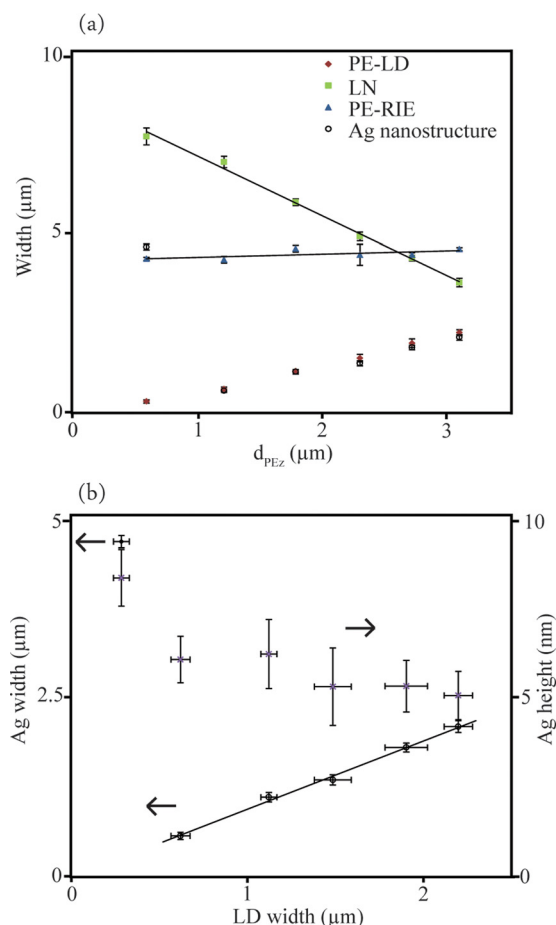 (a)
10
PE-LD
LN
PE-RIE
Ag nanostructure
Width (µm)
5
0
1
2
3
dPEz (µm)
(b)
5
10
Ag width (µm)
Ag height (nm)
2.5
5
0
0
0
1
2
LD width (µm)